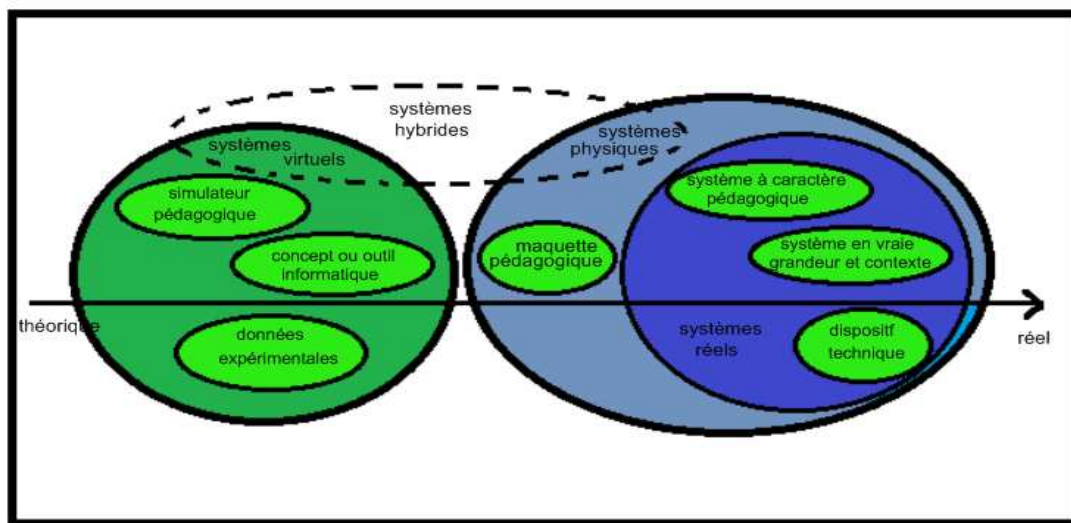 systèmes
hybrides
systèmes
virtuels
systèmes
physiques
simulateur
pédagogique
système à caractère
pédagogique
concept ou outil
informatique
maquette
pédagogique
système en vraie
grandeur et contexte
théorique
réel
données
expérimentales
systèmes
réels
dispostif
technique